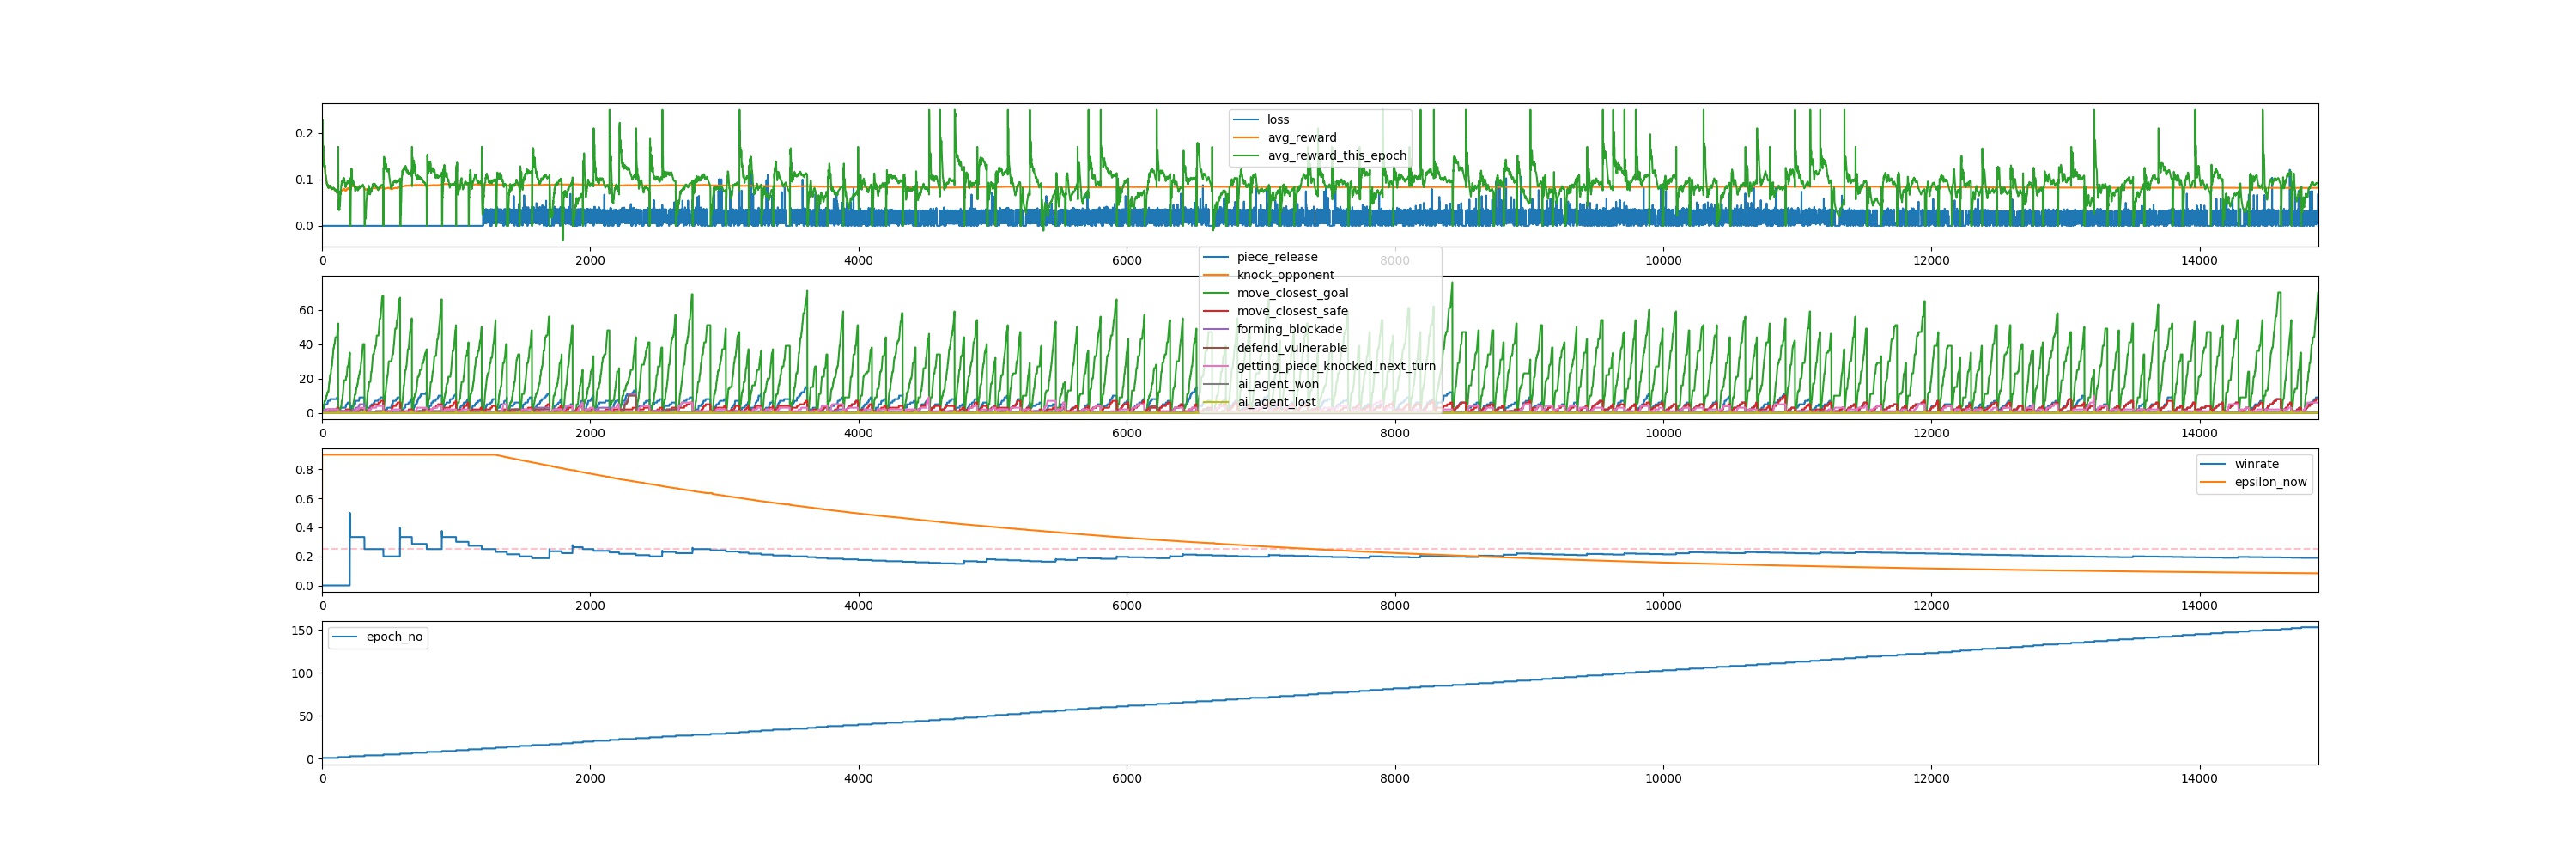 0.2
0.1
0.0
loss
avg_reward
avg_reward_this_epoch
0 2000 4000 6000 8000 10000 12000 14000
60
40
20
0
piece_release
knock_opponent
move_closest_goal
move_closest_safe
forming_blockade
defend_vulnerable
getting_piece_knocked_next_turn
ai_agent_won
ai_agent_lost
0 2000 4000 6000 8000 10000 12000 14000
0.8
0.6
0.4
0.2
0.0
winrate
epsilon_now
0 2000 4000 6000 8000 10000 12000 14000
150
100
50
0
epoch_no
0 2000 4000 6000 8000 10000 12000 14000